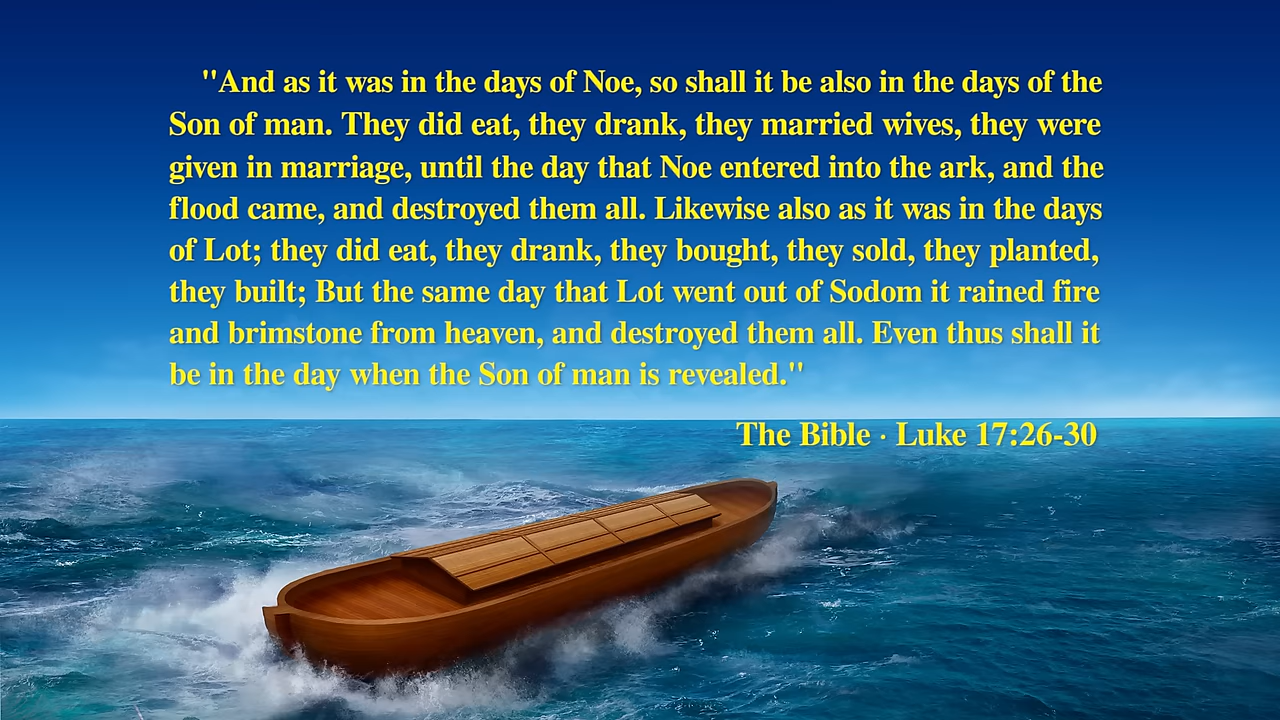 "And as it was in the days of Noe, so shall it be also in the days of the
Son of man. They did eat, they drank, they married wives, they were
given in marriage, until the day that Noe entered into the ark, and the
flood came, and destroyed them all. Likewise also as it was in the days
of Lot; they did eat, they drank, they bought, they sold, they planted,
they built; But the same day that Lot went out of Sodom it rained fire
and brimstone from heaven, and destroyed them all. Even thus shall it
be in the day when the Son of man is revealed."
The Bible · Luke 17:26-30